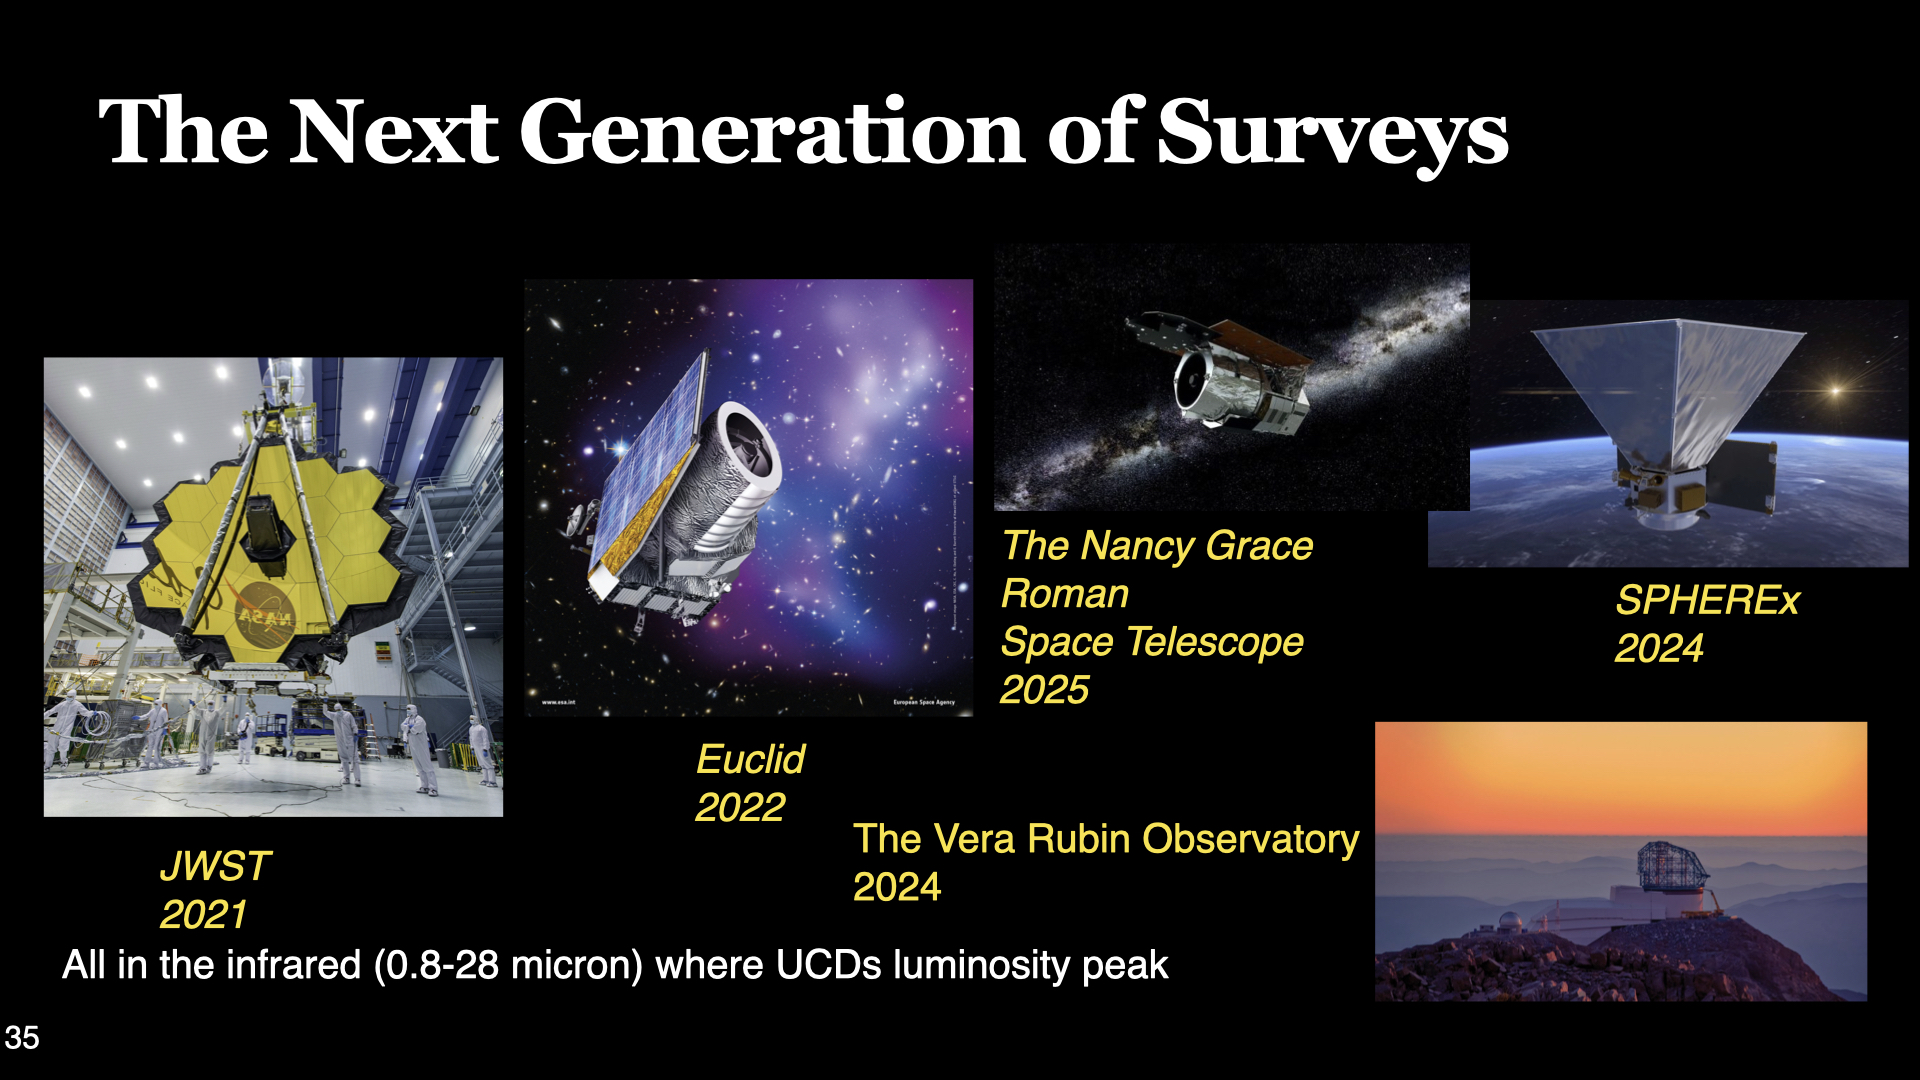 The Next Generation of Surveys
NASA
www.esa.int
European Space Agency
The Nancy Grace
Roman
Space Telescope
2025
SPHEREx
2024
Euclid
2022
The Vera Rubin Observatory
2024
JWST
2021
All in the infrared (0.8-28 micron) where UCDs luminosity peak
35